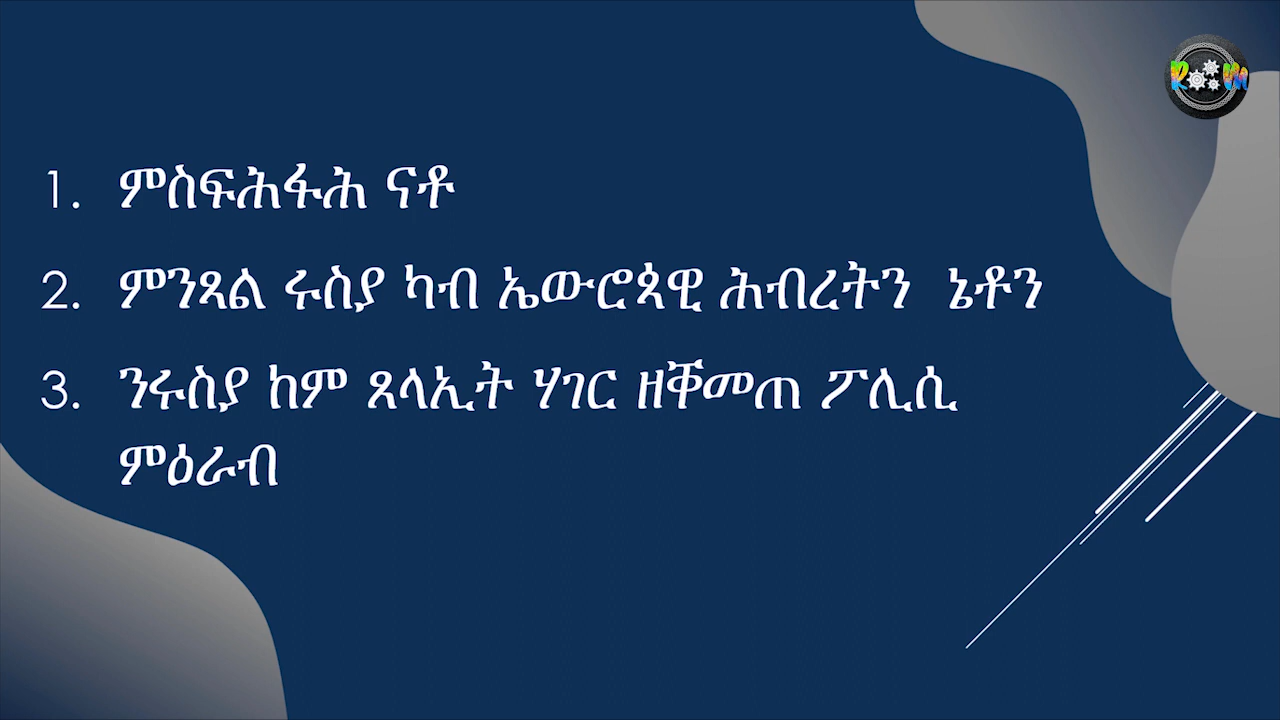 R M
1. ምስፍሕፋሕ ናቶ
2. ምንጻል ሩስያ ካብ ኤውሮጳዊ ሕብረትን ኔቶን
3. ንሩስያ ከም ጸላኢት ሃገር ዘቐመጠ ፖሊሲ
ምዕራብ